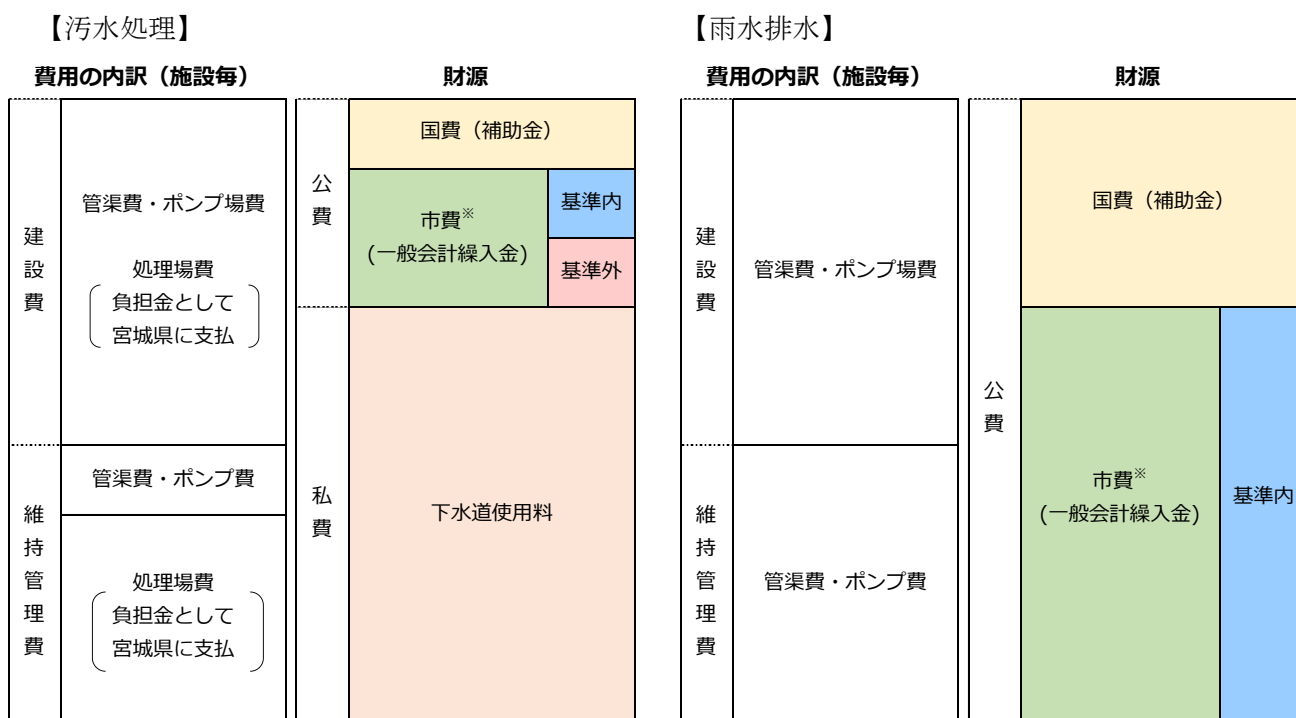 【汚水処理】
費用の内訳（施設毎）
財源
建設費
管渠費・ポンプ場費
処理場費
負担金として
宮城県に支払
維持管理費
管渠費・ポンプ費
処理場費
負担金として
宮城県に支払
公費
国費（補助金）
市費※
(一般会計繰入金)
基準内
基準外
私費
下水道使用料
【雨水排水】
費用の内訳（施設毎）
財源
建設費
管渠費・ポンプ場費
維持管理費
管渠費・ポンプ費
公費
国費（補助金）
市費※
(一般会計繰入金)
基準内